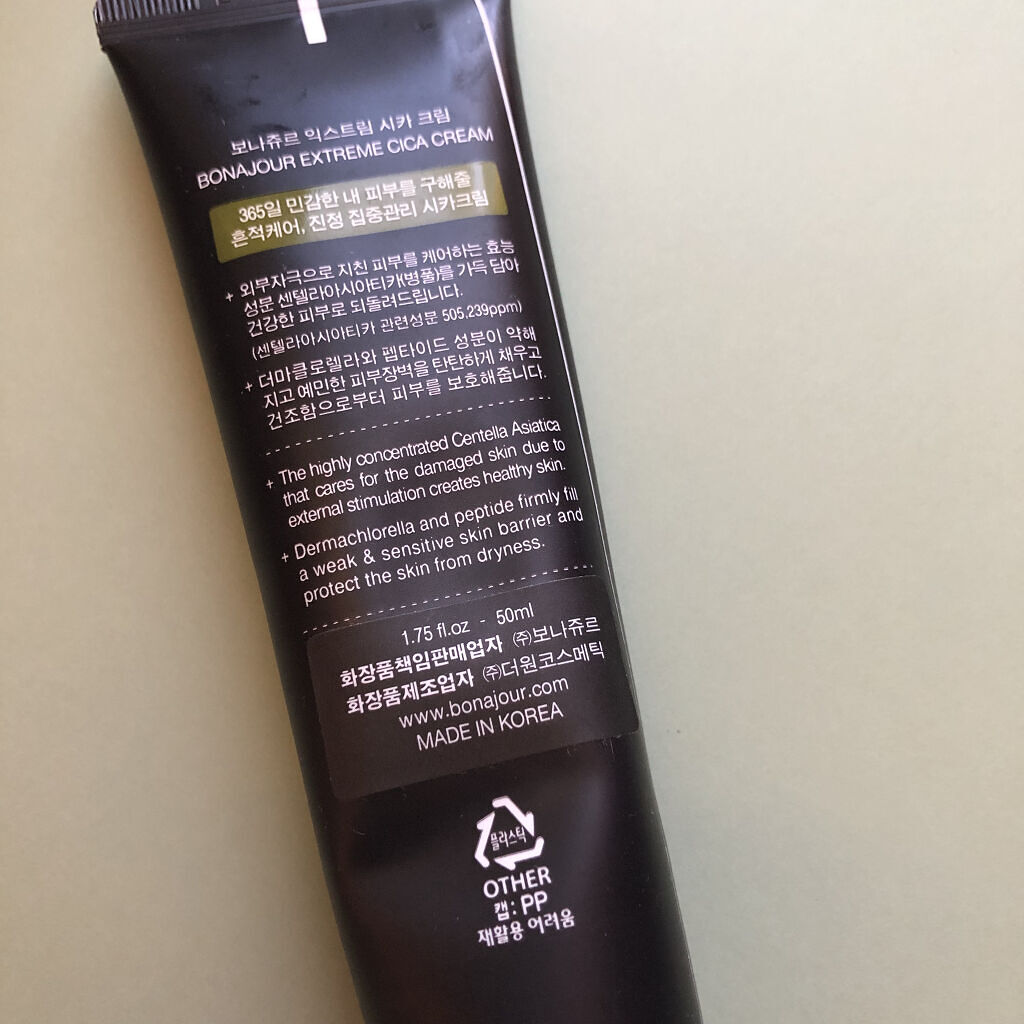 보나쥬르 익스트림 시카 크림
BONAJOUR EXTREME CICA CREAM
365일 민감한 내 피부를 구해줄
흔적케어, 진정 집중관리 시카크림
+ 외부자극으로 지친 피부를 케어하는 효능
성분 센텔라아시아티카(병풀)를 가득 담아
건강한 피부로 되돌려드립니다.
(센텔라아시아티카 관련성분 505.239ppm)
+ 더마클로렐라와 펩타이드 성분이 약해
지고 예민한 피부장벽을 탄탄하게 채우고
건조함으로부터 피부를 보호해줍니다.
+ The highly concentrated Centella Asiatica
that cares for the damaged skin due to
external stimulation creates healthy skin.
+ Dermachlorella and peptide firmly fill
a weak & sensitive skin barrier and
protect the skin from dryness.
1.75 fl.oz - 50ml
화장품책임판매업자 ㈜보나쥬르
화장품제조업자 ㈜더원코스메틱
www.bonajour.com
MADE IN KOREA
플라스틱
OTHER
캡: PP
재활용 어려움